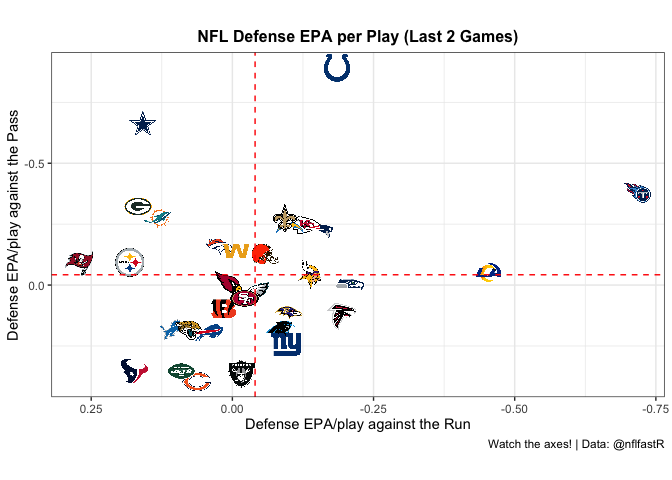 NFL Defense EPA per Play (Last 2 Games)
Defense EPA/play against the Pass
-0.5
0.0
W
ny
0.25
0.00
-0.25
-0.50
-0.75
Defense EPA/play against the Run
Watch the axes! | Data: @nflfastR